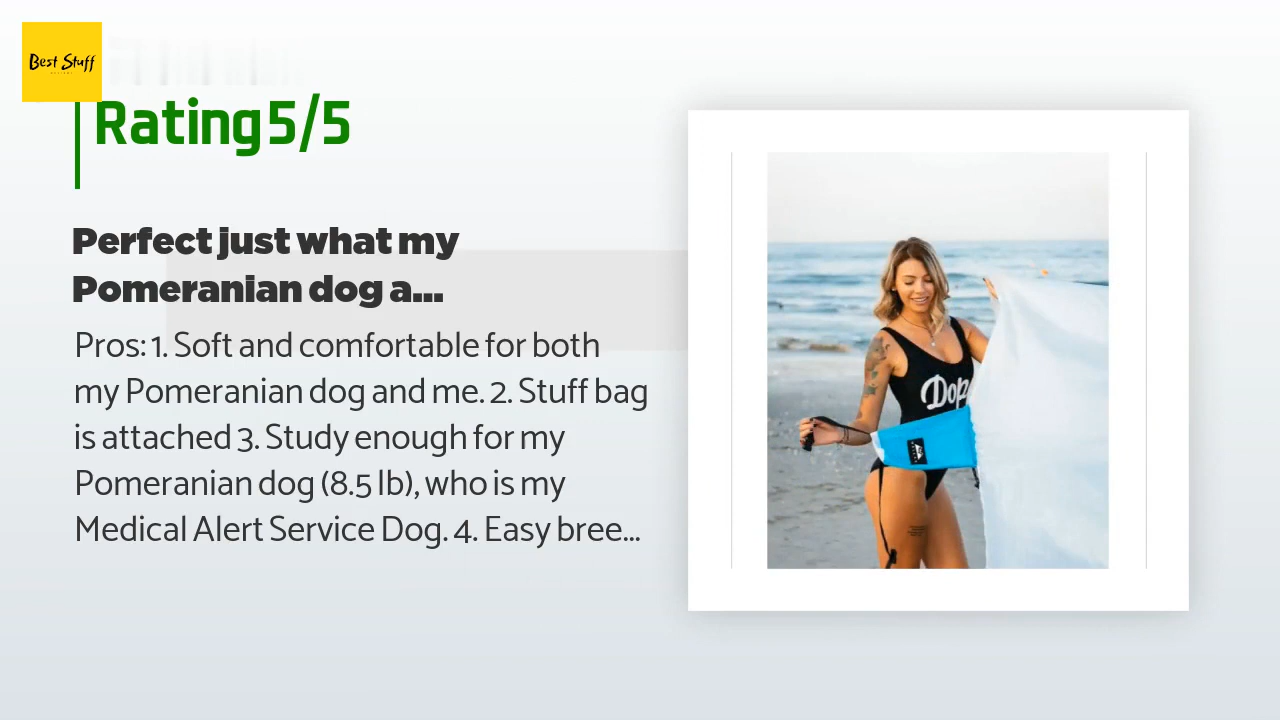 Best Stuff
Rating 5/5
Perfect just what my
Pomeranian dog a...
Pros: 1. Soft and comfortable for both
my Pomeranian dog and me. 2. Stuff bag
is attached 3. Study enough for my
Pomeranian dog (8.5 lb), who is my
Medical Alert Service Dog. 4. Easy bree...
Dope